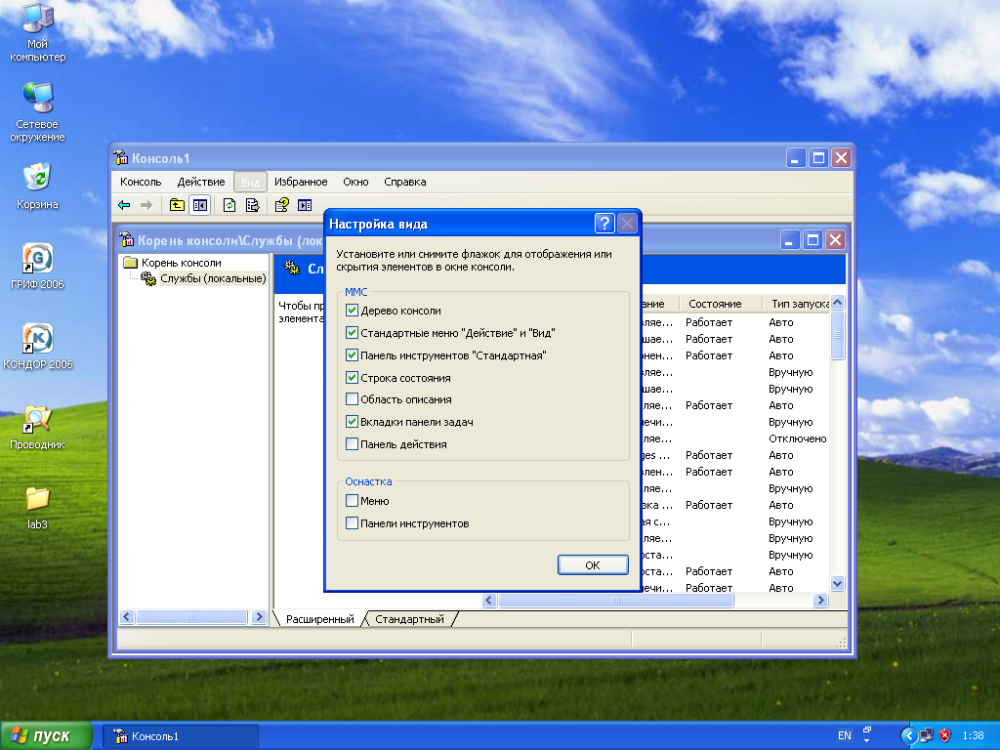 Мой
компьютер
Сетевое
окружение
Корзина
ГРИФ 2006
КОНДОР 2006
Проводник
lab3
Консоль1
Консоль Действие Вид Избранное Окно Справка
Корень консоли\Службы (лок
Корень консоли
Службы (локальные)
Сл
Чтобы пр
элемента
Настройка вида
Установите или снимите флажок для отображения или
скрытия элементов в окне консоли.
MMC
Дерево консоли
Стандартные меню "Действие" и "Вид"
Панель инструментов "Стандартная"
Строка состояния
Область описания
Вкладки панели задач
Панель действия
Оснастка
Меню
Панели инструментов
ОК
ание Состояние Тип запуска
вляе... Работает Авто
шае... Работает Авто
онен... Работает Авто
ляе... Вручную
шае... Вручную
ляе... Работает Авто
печи... Вручную
ляе... Отключено
ges ... Работает Авто
влен... Работает Авто
ляе... Вручную
зка ... Работает Авто
ая с... Вручную
ляе... Вручную
оста... Вручную
оста... Работает Авто
печи... Работает Авто
Расширенный Стандартный
пуск
Консоль1
EN
1:38